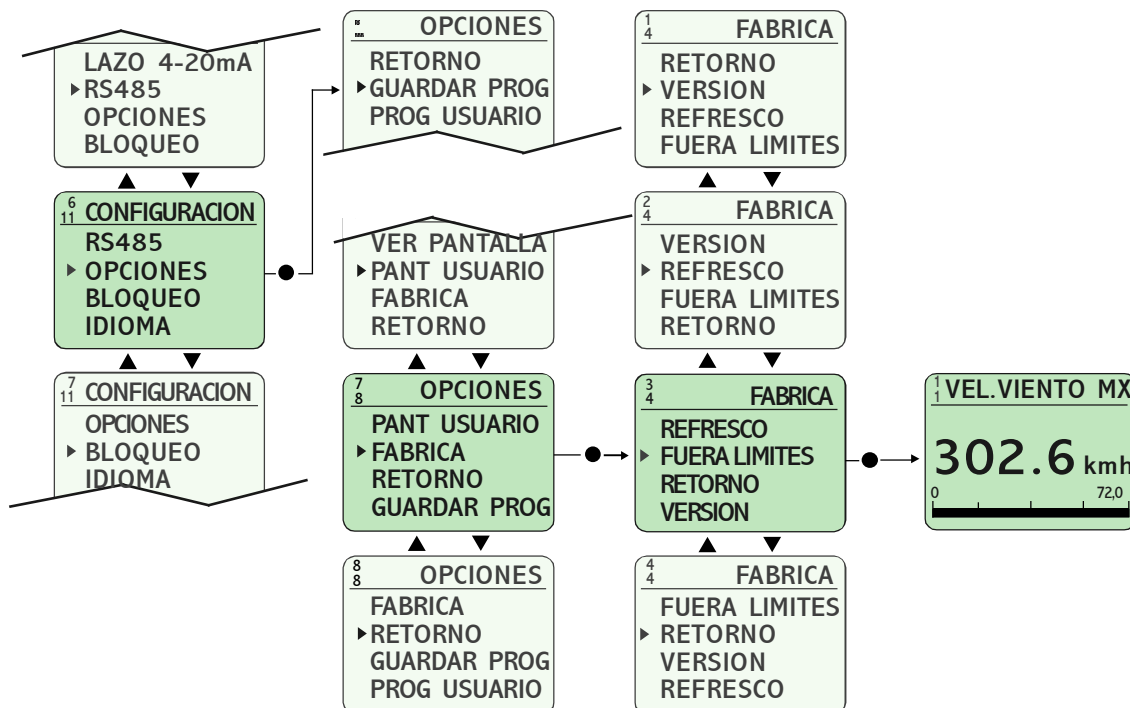 LAZO 4-20mA
RS485
OPCIONES
BLOQUEO
6
11 CONFIGURACION
RS485
OPCIONES
BLOQUEO
IDIOMA
7
11 CONFIGURACION
OPCIONES
BLOQUEO
IDIOMA
OPCIONES
RETORNO
GUARDAR PROG
PROG USUARIO
VER PANTALLA
PANT USUARIO
FABRICA
RETORNO
7
8 OPCIONES
PANT USUARIO
FABRICA
RETORNO
GUARDAR PROG
8
8 OPCIONES
FABRICA
RETORNO
GUARDAR PROG
PROG USUARIO
1
4 FABRICA
RETORNO
VERSION
REFRESCO
FUERA LIMITES
2
4 FABRICA
VERSION
REFRESCO
FUERA LIMITES
RETORNO
3
4 FABRICA
REFRESCO
FUERA LIMITES
RETORNO
VERSION
4
4 FABRICA
FUERA LIMITES
RETORNO
VERSION
REFRESCO
1
1 VEL.VIENTO MX
302.6 kmh
0 72,0